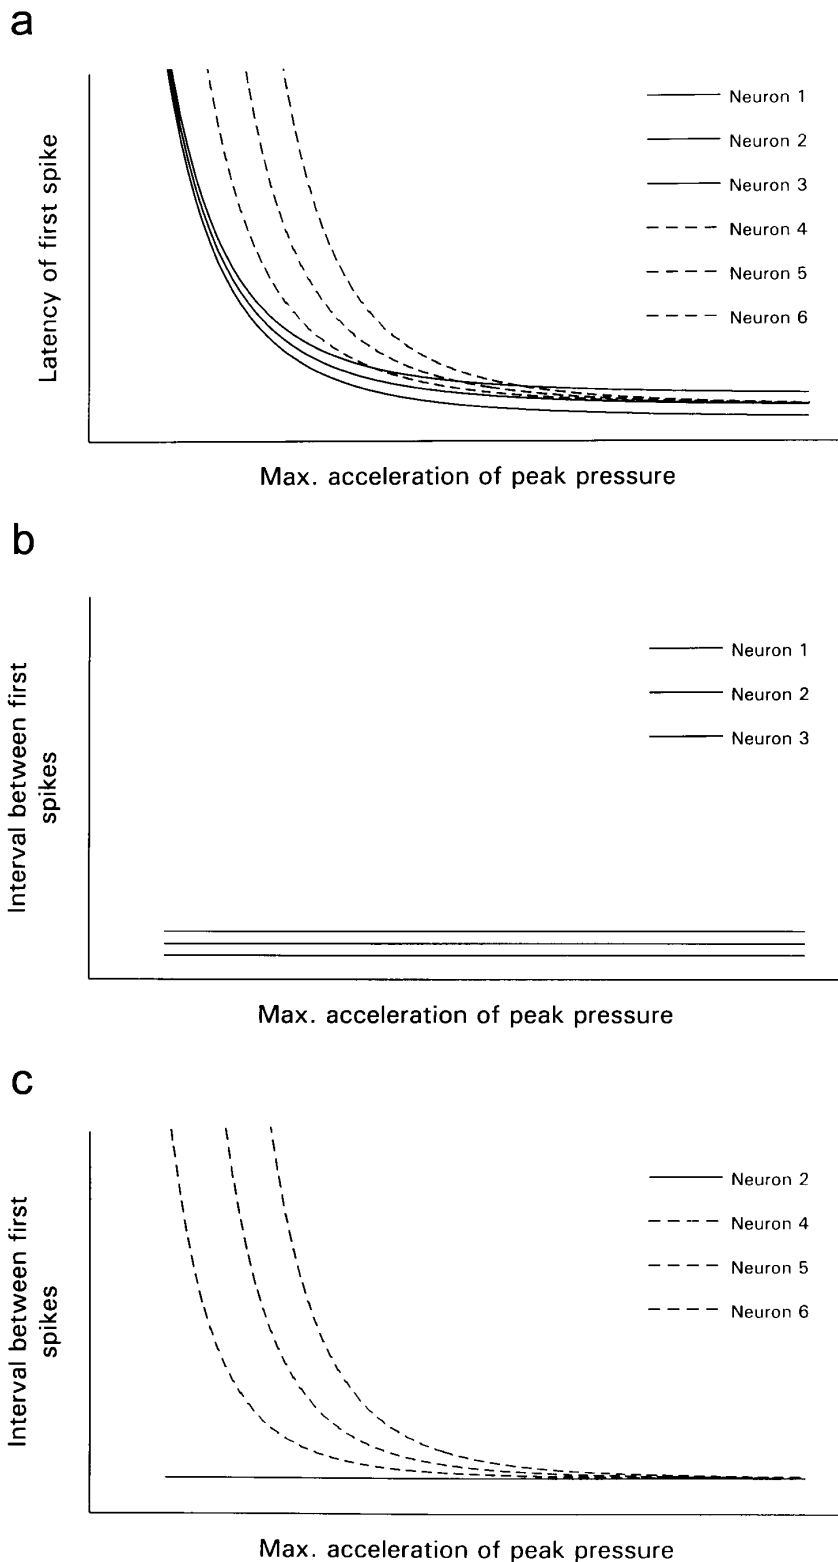 a
Latency of first spike
Neuron 1
Neuron 2
Neuron 3
Neuron 4
Neuron 5
Neuron 6
Max. acceleration of peak pressure
b
Interval between first
spikes
Neuron 1
Neuron 2
Neuron 3
Max. acceleration of peak pressure
c
Interval between first
spikes
Neuron 2
Neuron 4
Neuron 5
Neuron 6
Max. acceleration of peak pressure